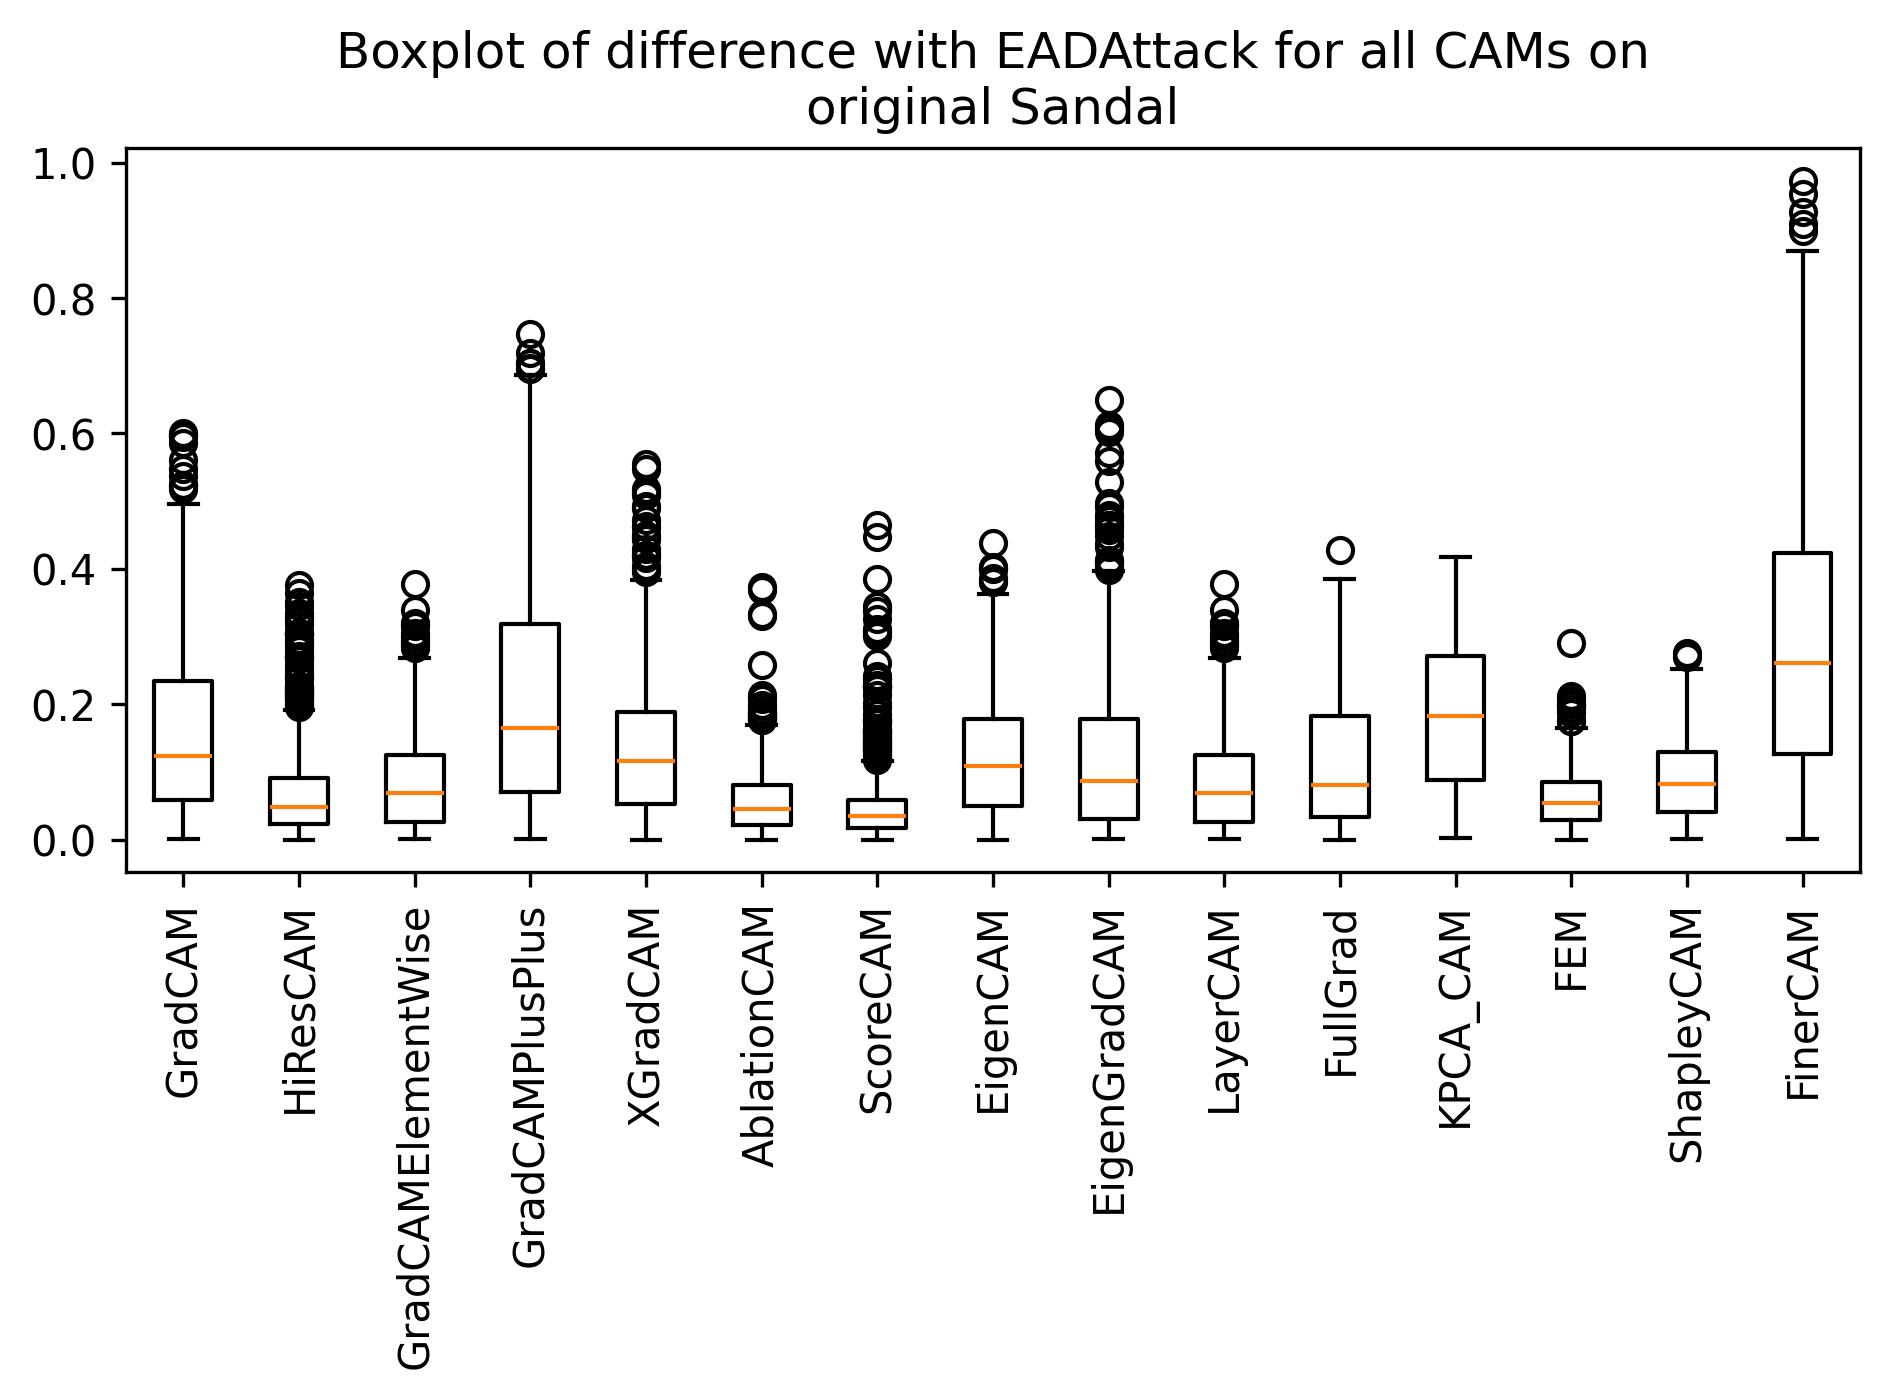 Boxplot of difference with EADAttack for all CAMs on
original Sandal
1.0
0.8
0.6
0.4
0.2
0.0
GradCAM
HiResCAM
GradCAMElementWise
GradCAMPlusPlus
XGradCAM
AblationCAM
ScoreCAM
EigenCAM
EigenGradCAM
LayerCAM
FullGrad
KPCA_CAM
FEM
ShapleyCAM
FinerCAM